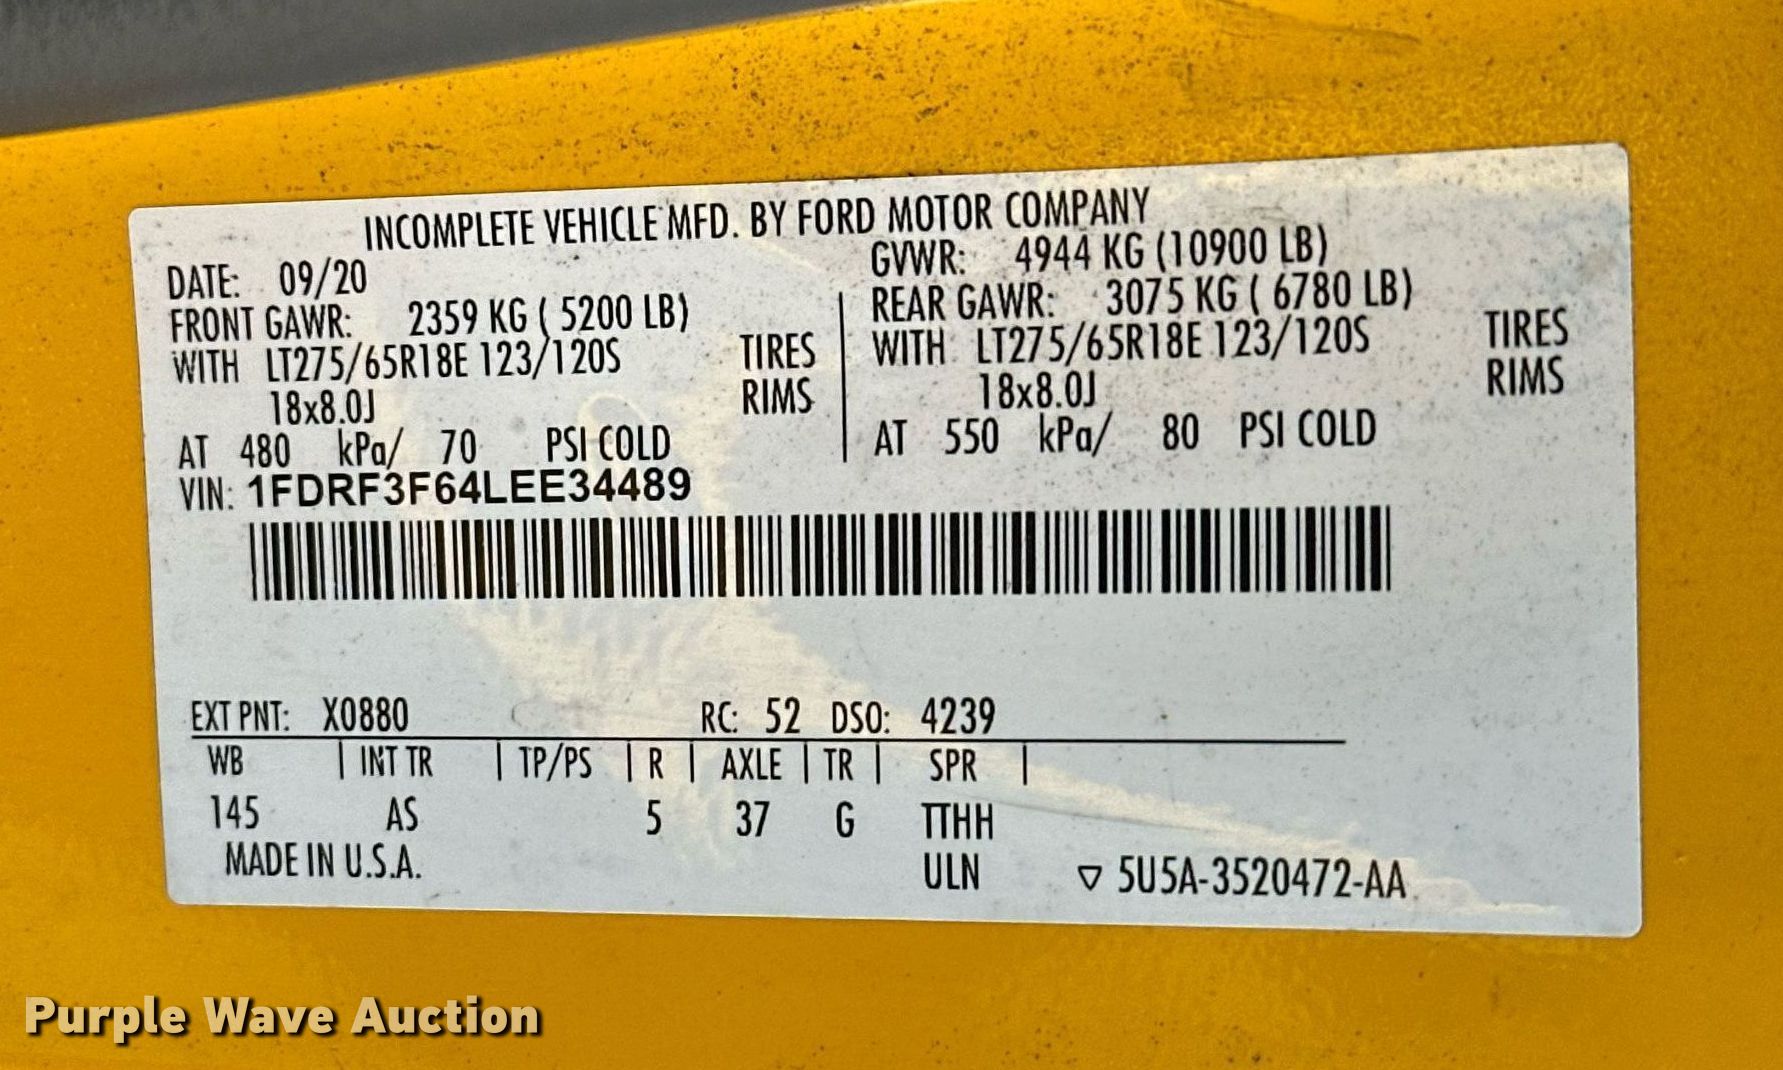 INCOMPLETE VEHICLE MFD. BY FORD MOTOR COMPANY
DATE: 09/20 GVWR: 4944 KG (10900 LB)
FRONT GAWR: 2359 KG ( 5200 LB) REAR GAWR: 3075 KG ( 6780 LB)
WITH LT275/65R18E 123/120S TIRES WITH LT275/65R18E 123/120S TIRES
18x8.0J RIMS 18x8.0J RIMS
AT 480 kPa/ 70 PSI COLD AT 550 kPa/ 80 PSI COLD
VIN: 1FDRF3F64LEE34489
EXT PNT: X0880 RC: 52 DSO: 4239
WB | INT TR | TP/PS | R | AXLE | TR | SPR |
145 AS 5 37 G TTHH
MADE IN U.S.A. ULN ▽ 5U5A-3520472-AA
Purple Wave Auction